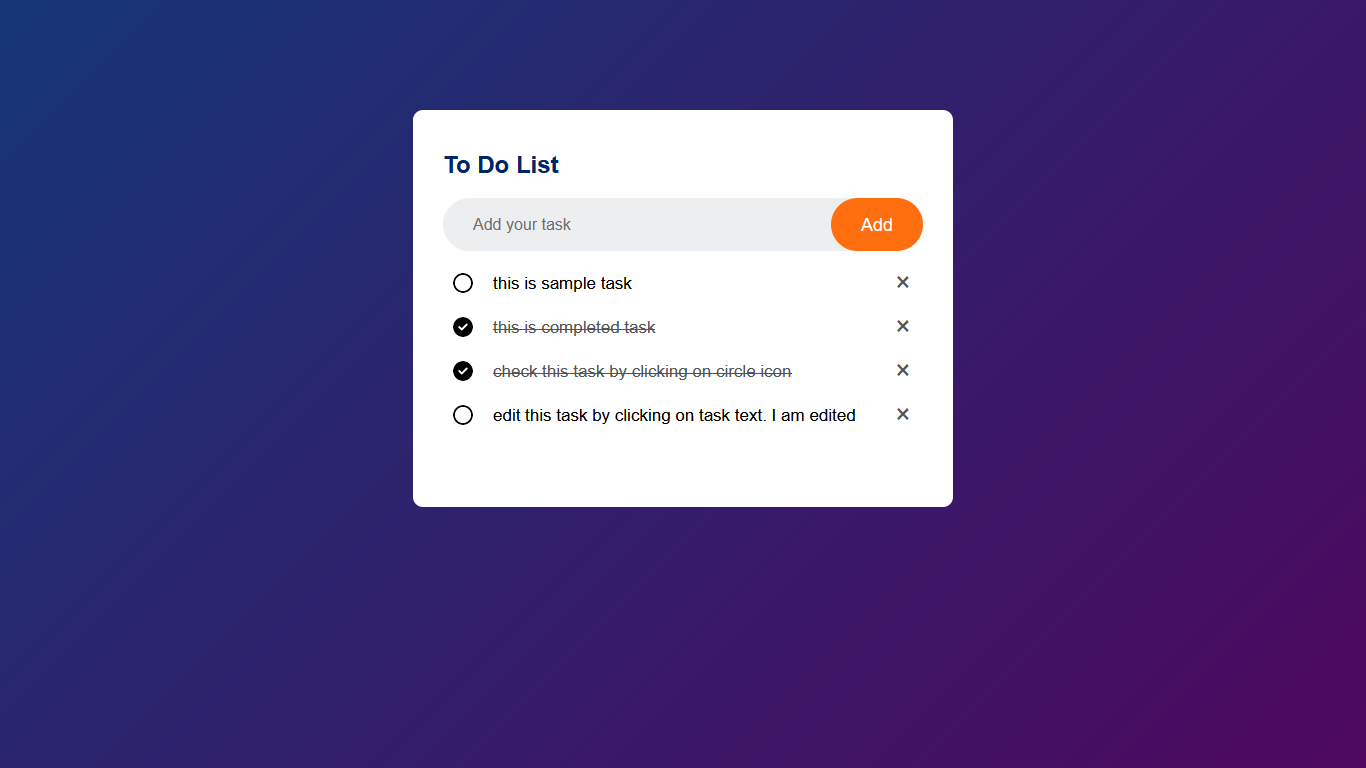 To Do List
Add your task Add
this is sample task ×
this is completed task ×
check this task by clicking on circle icon ×
edit this task by clicking on task text. I am edited ×